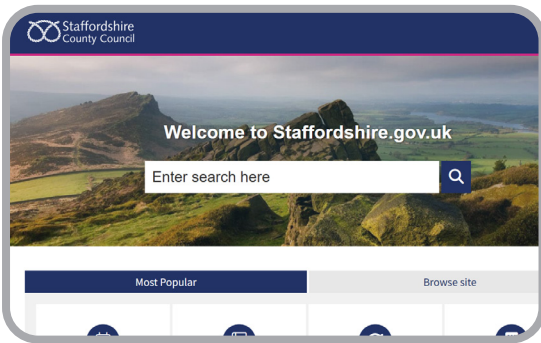 Staffordshire
County Council
Welcome to Staffordshire.gov.uk
Enter search here
Most Popular
Browse site